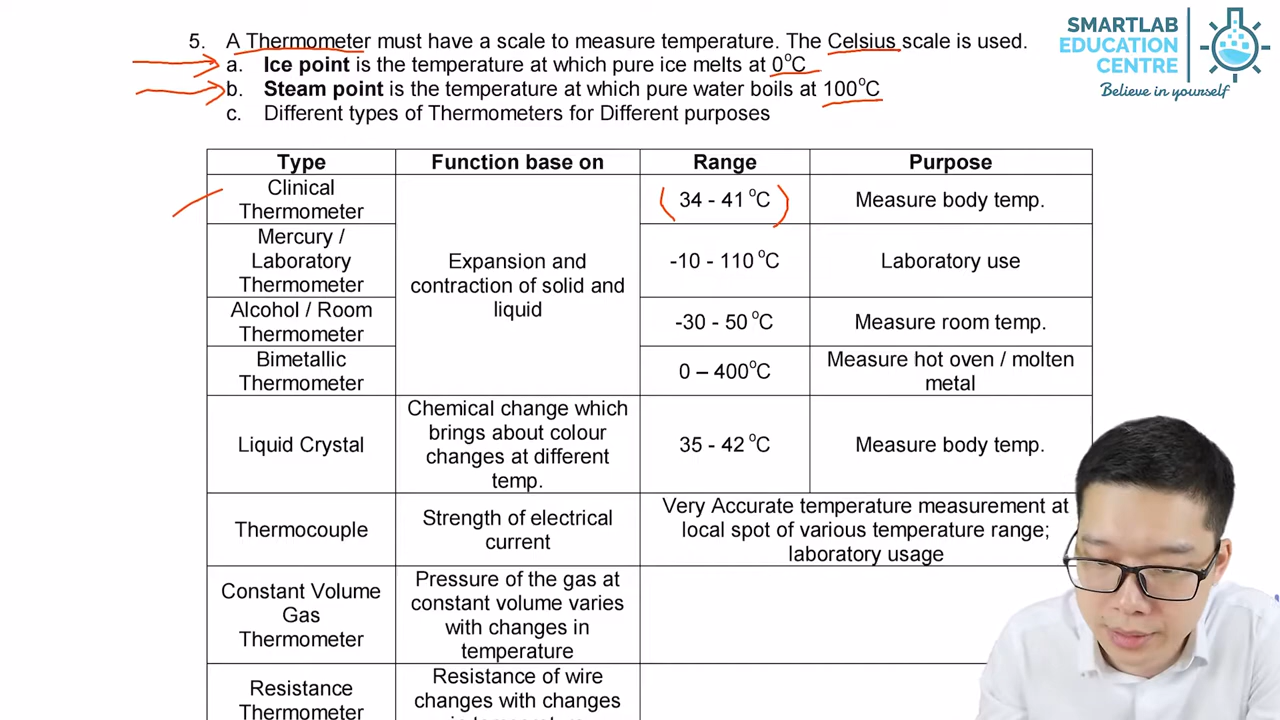 SMARTLAB
EDUCATION
CENTRE
Believe in yourself
5. A Thermometer must have a scale to measure temperature. The Celsius scale is used.
a. Ice point is the temperature at which pure ice melts at 0°C
b. Steam point is the temperature at which pure water boils at 100°C
c. Different types of Thermometers for Different purposes
Type Function base on Range Purpose
Clinical
Thermometer
Expansion and
contraction of solid and
liquid
34 - 41 °C
Measure body temp.
Mercury /
Laboratory
Thermometer
-10 - 110 °C
Laboratory use
Alcohol / Room
Thermometer
-30 - 50 °C
Measure room temp.
Bimetallic
Thermometer
0 – 400°C
Measure hot oven / molten
metal
Liquid Crystal
Chemical change which
brings about colour
changes at different
temp.
35 - 42 °C
Measure body temp.
Thermocouple
Strength of electrical
current
Very Accurate temperature measurement at
local spot of various temperature range;
laboratory usage
Constant Volume
Gas
Thermometer
Pressure of the gas at
constant volume varies
with changes in
temperature
Resistance
Thermometer
Resistance of wire
changes with changes